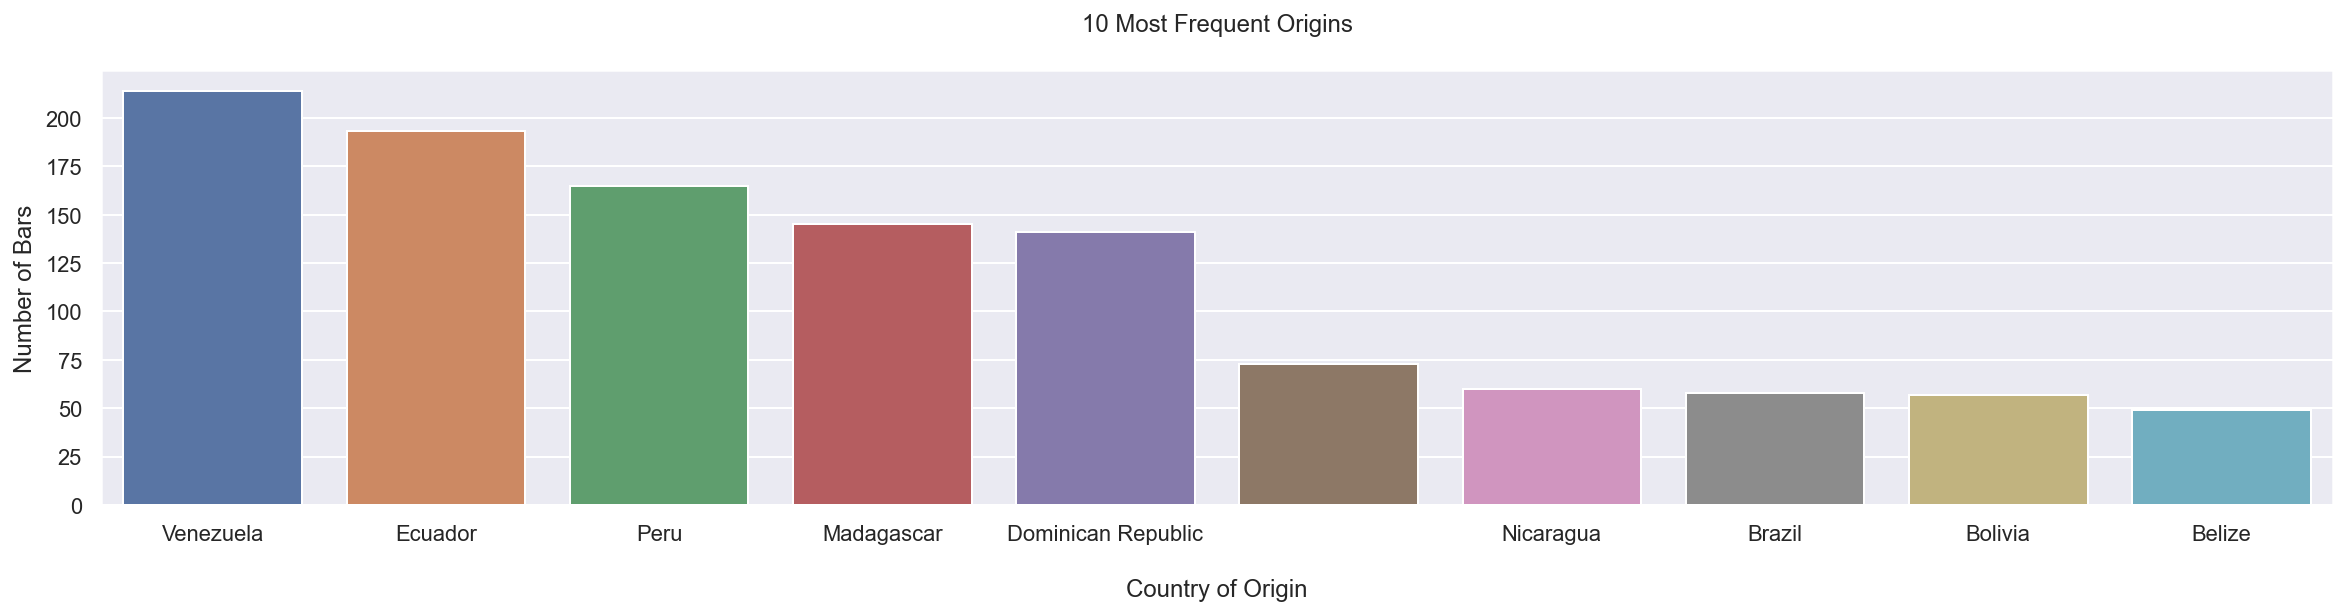 10 Most Frequent Origins
Number of Bars
200
175
150
125
100
75
50
25
0
Venezuela Ecuador Peru Madagascar Dominican Republic Nicaragua Brazil Bolivia Belize
Country of Origin